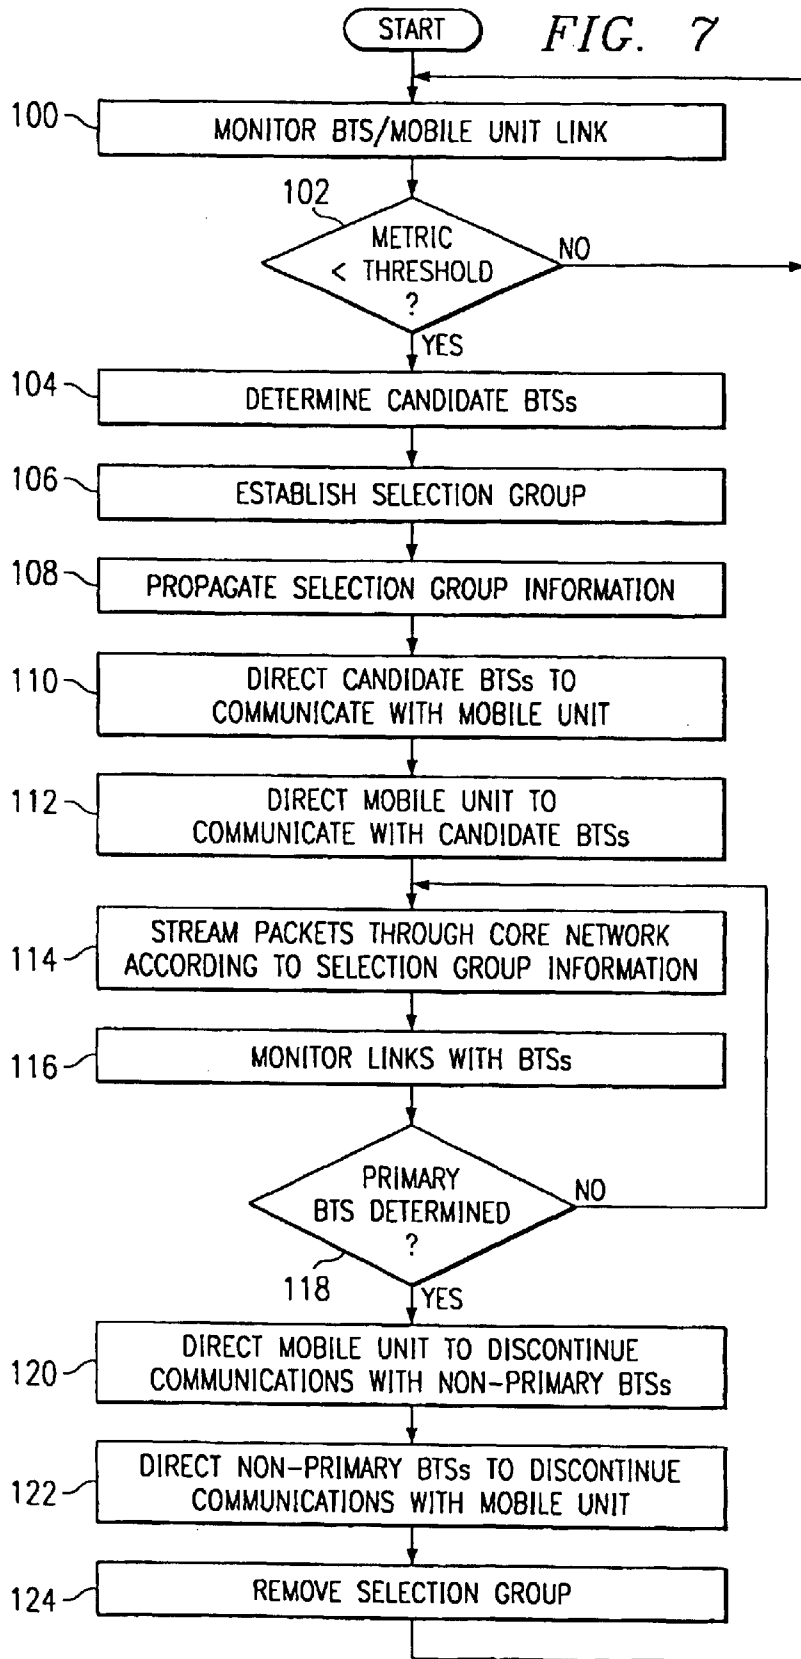 START
FIG. 7
100
MONITOR BTS/MOBILE UNIT LINK
102
METRIC
< THRESHOLD
?
NO
YES
104
DETERMINE CANDIDATE BTSs
106
ESTABLISH SELECTION GROUP
108
PROPAGATE SELECTION GROUP INFORMATION
110
DIRECT CANDIDATE BTSs TO
COMMUNICATE WITH MOBILE UNIT
112
DIRECT MOBILE UNIT TO
COMMUNICATE WITH CANDIDATE BTSs
114
STREAM PACKETS THROUGH CORE NETWORK
ACCORDING TO SELECTION GROUP INFORMATION
116
MONITOR LINKS WITH BTSs
PRIMARY
BTS DETERMINED
?
NO
118
YES
120
DIRECT MOBILE UNIT TO DISCONTINUE
COMMUNICATIONS WITH NON-PRIMARY BTSs
122
DIRECT NON-PRIMARY BTSs TO DISCONTINUE
COMMUNICATIONS WITH MOBILE UNIT
124
REMOVE SELECTION GROUP